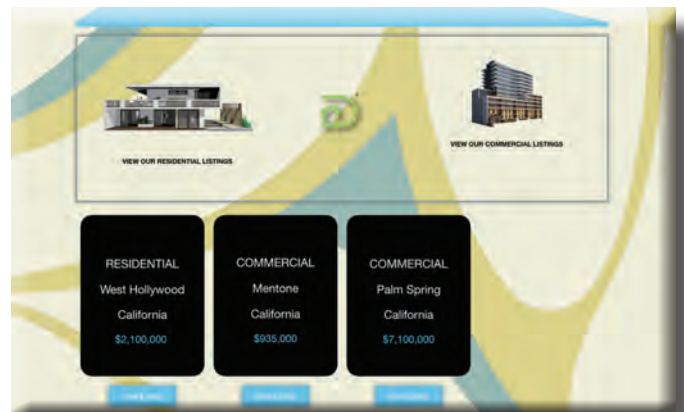 VIEW OUR RESIDENTIAL LISTINGS
VIEW OUR COMMERCIAL LISTINGS
RESIDENTIAL
West Hollywood
California
$2,100,000
COMMERCIAL
Mentone
California
$935,000
COMMERCIAL
Palm Spring
California
$7,100,000